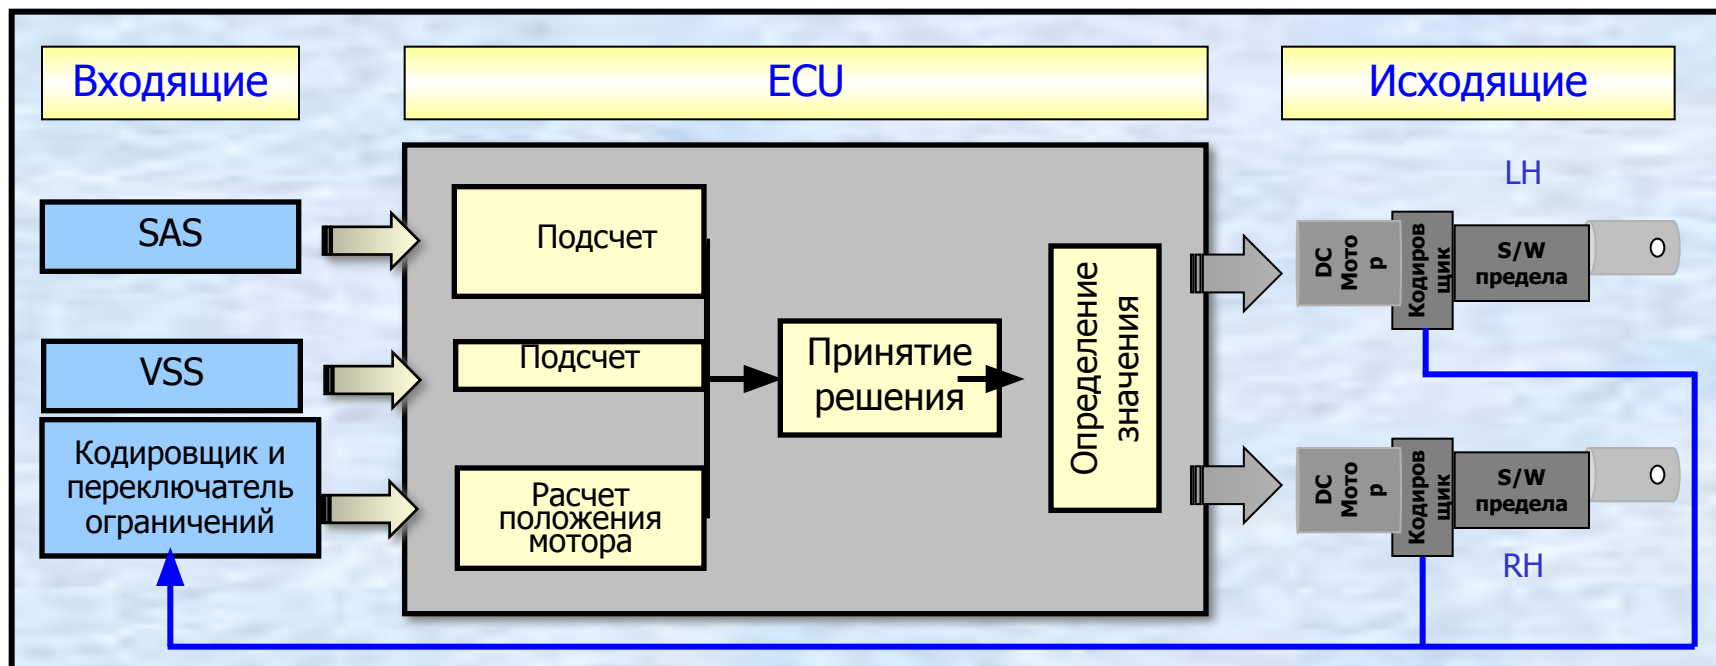 Входящие
ECU
Исходящие
LH
SAS
Подсчет
DC
Мото
р
Кодиров
щик
S/W
предела
VSS
Подсчет
Принятие
решения
Определение
значения
Кодировщик и
переключатель
ограничений
Расчет
положения
мотора
DC
Мото
р
Кодиров
щик
S/W
предела
RH